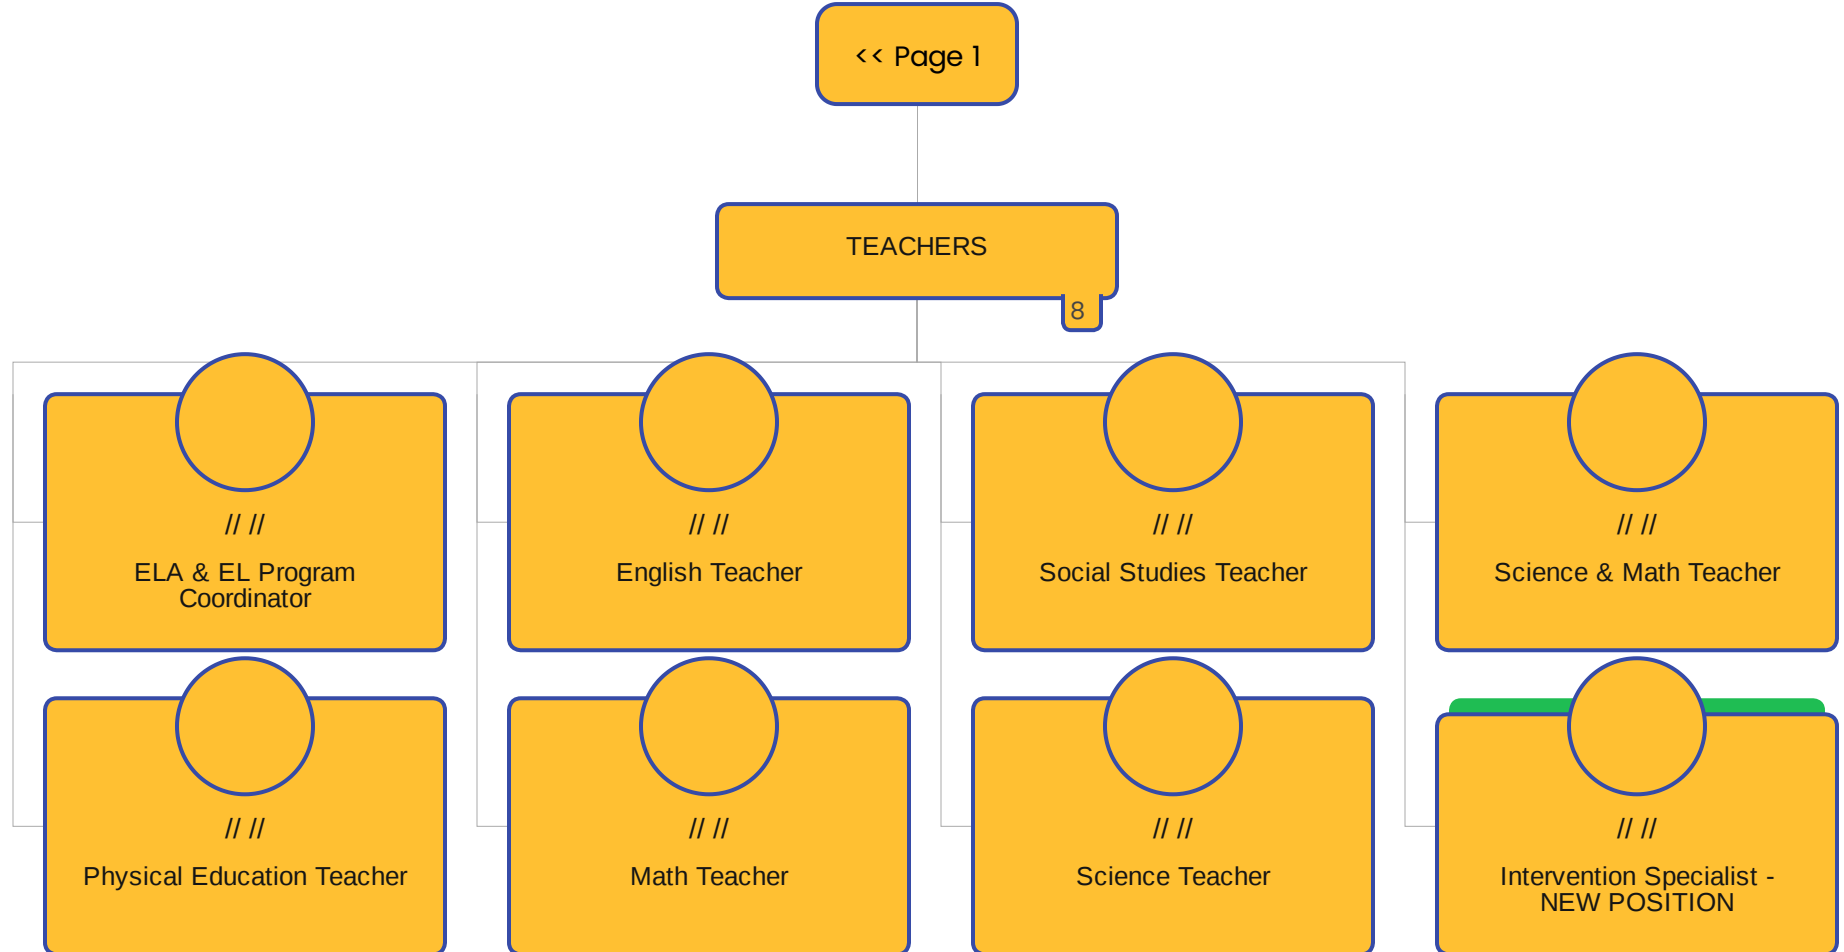 << Page 1
TEACHERS
8
// //
ELA & EL Program
Coordinator
// //
English Teacher
// //
Social Studies Teacher
// //
Science & Math Teacher
// //
Physical Education Teacher
// //
Math Teacher
// //
Science Teacher
// //
Intervention Specialist -
NEW POSITION